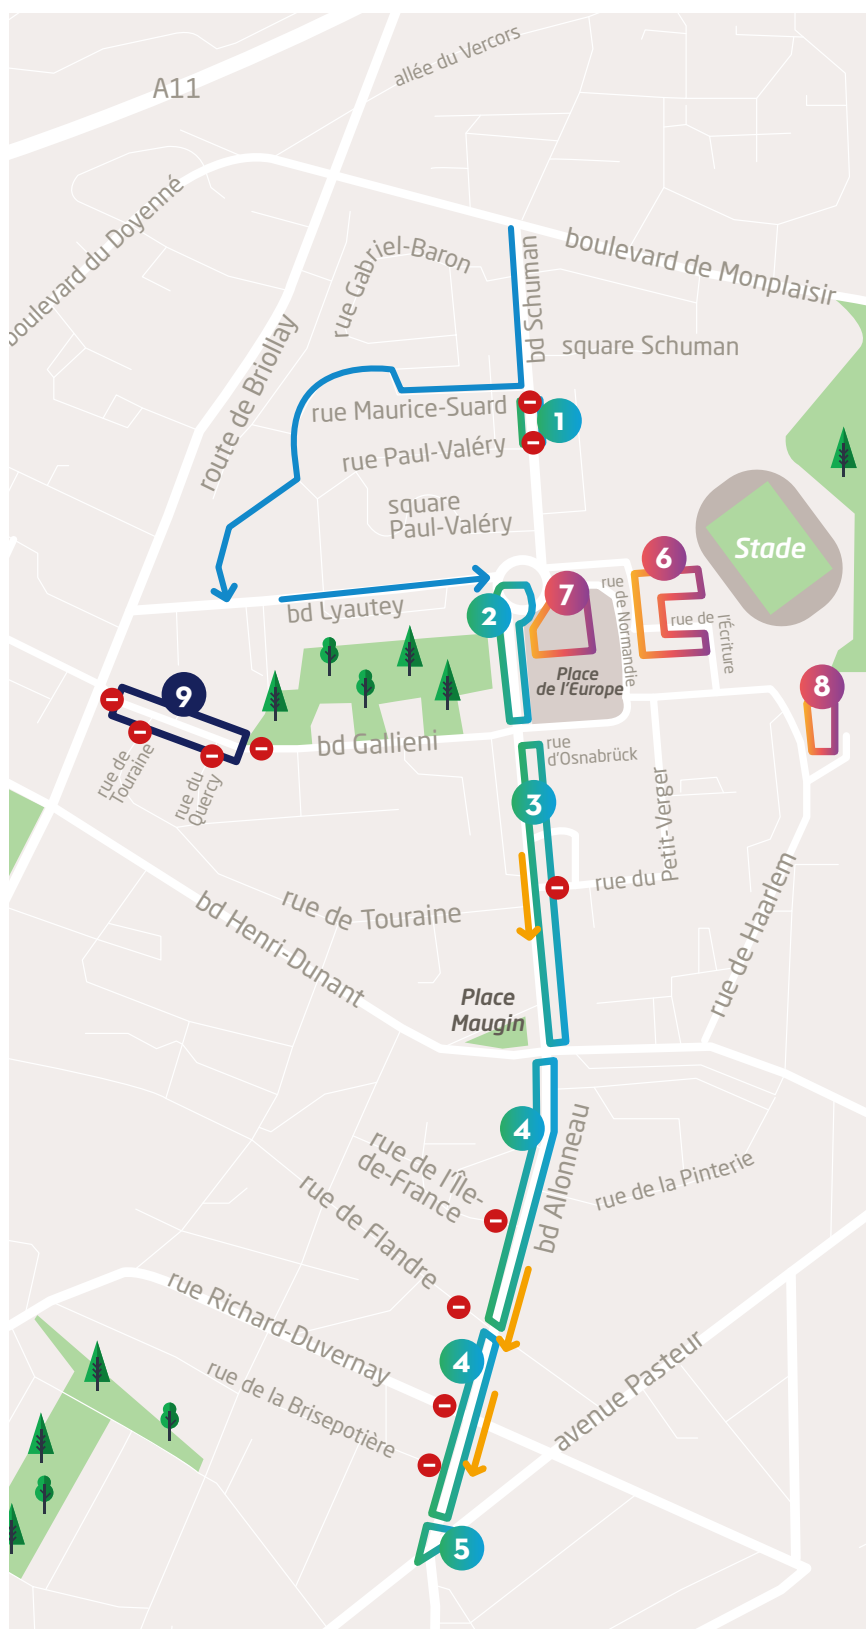 allée du Vercors
A11
boulevard du Doyenné
rue Gabriel-Baron
boulevard de Monplaisir
bd Schuman
square Schuman
route de Briollay
rue Maurice-Suard
1
rue Paul-Valéry
square
Paul-Valéry
Stade
6
7
rue
de Normandie
bd Lyautey
2
rue de
l'Écriture
Place
de l'Europe
8
9
bd Gallieni
rue
d'Osnabrück
rue de
Touraine
rue du
Quercy
3
rue du
Petit-Verger
rue de Touraine
bd Henri-Dunant
rue de Haarlem
Place
Maugin
4
rue de l'Île-
de-France
bd Allonneau
rue de la Pinterie
rue de Flandre
rue Richard-Duvernay
4
rue de la Brisepotière
avenue Pasteur
5